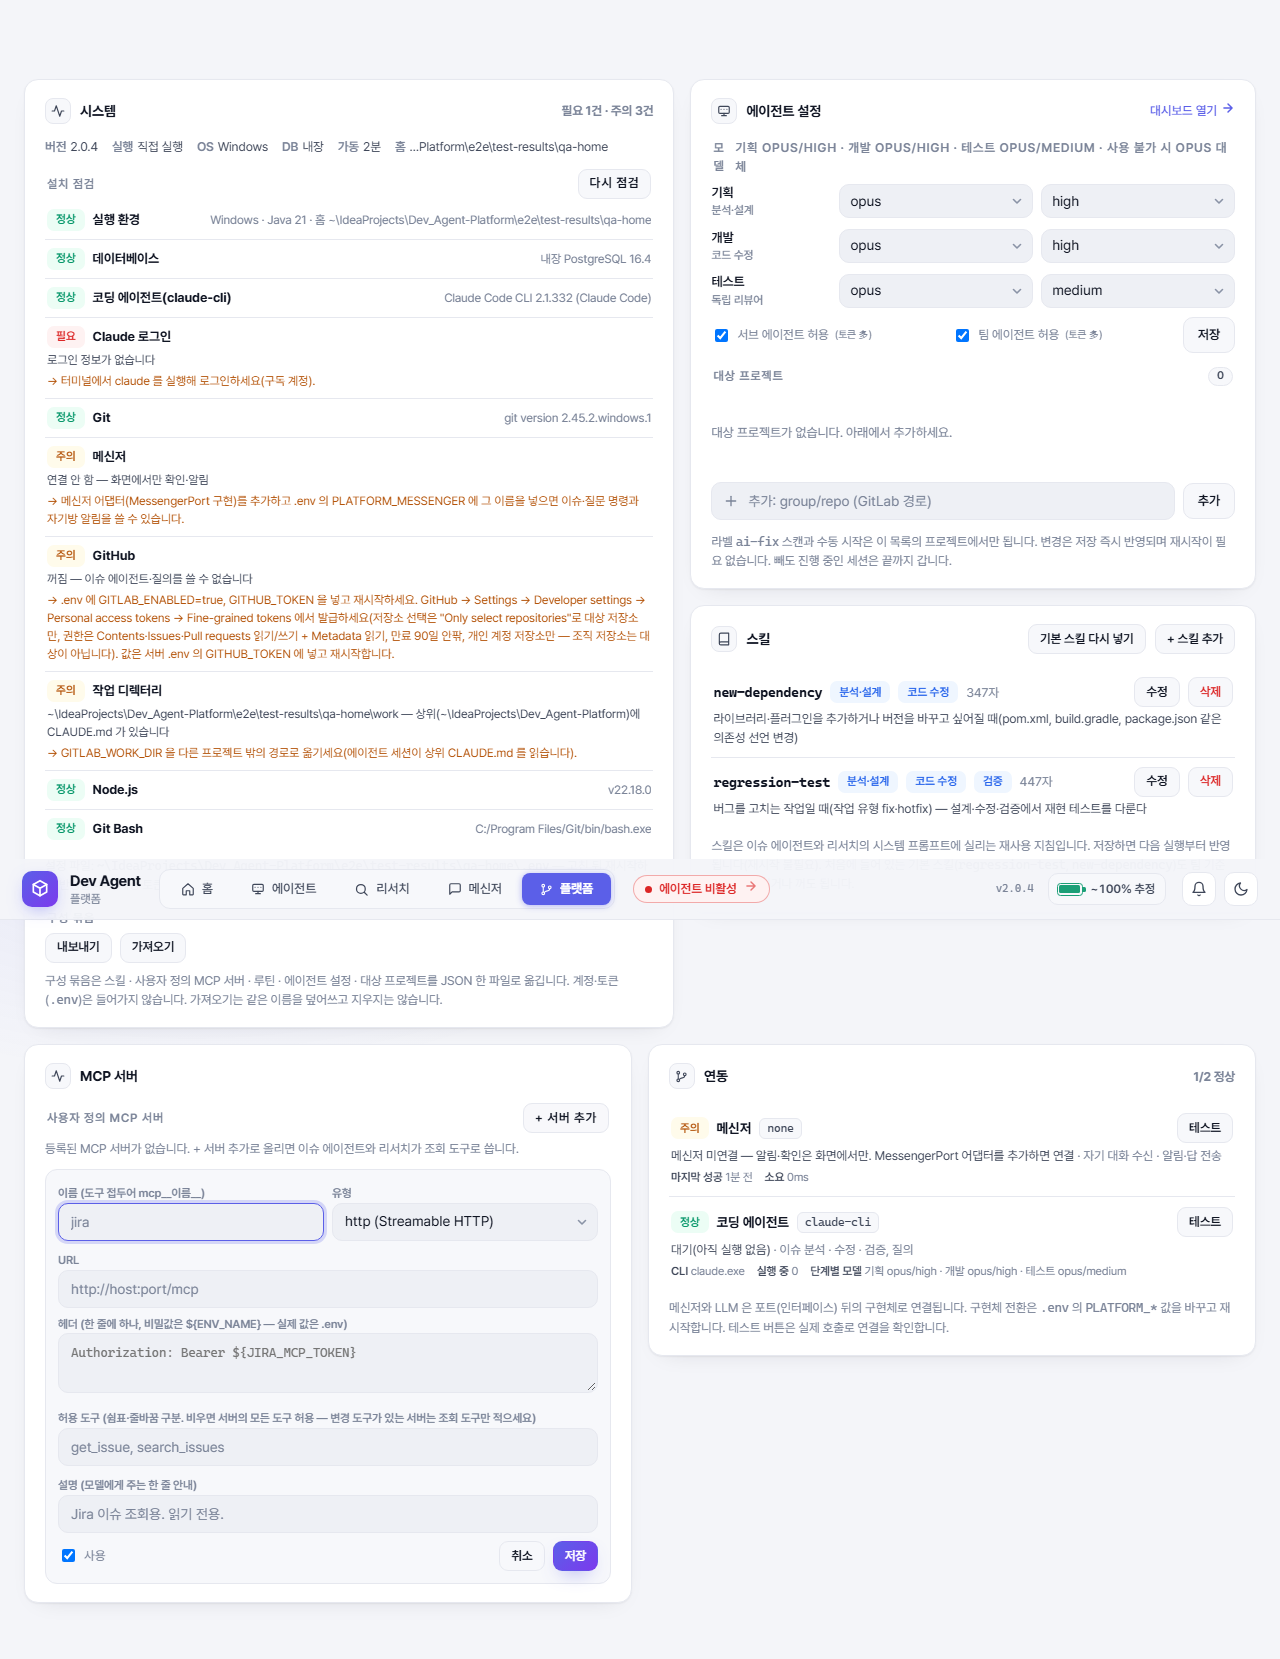 시스템
필요 1건 · 주의 3건
버전 2.0.4 실행 직접 실행 OS Windows DB 내장 가동 2분 홈 ...Platform\e2e\test-results\qa-home
설치 점검
다시 점검
정상 실행 환경 Windows · Java 21 · 홈 ~\IdeaProjects\Dev_Agent-Platform\e2e\test-results\qa-home
정상 데이터베이스 내장 PostgreSQL 16.4
정상 코딩 에이전트(claude-cli) Claude Code CLI 2.1.332 (Claude Code)
필요 Claude 로그인
로그인 정보가 없습니다
→ 터미널에서 claude 를 실행해 로그인하세요(구독 계정).
정상 Git git version 2.45.2.windows.1
주의 메신저
연결 안 함 — 화면에서만 확인·알림
→ 메신저 어댑터(MessengerPort 구현)를 추가하고 .env 의 PLATFORM_MESSENGER 에 그 이름을 넣으면 이슈·질문 명령과
자기방 알림을 쓸 수 있습니다.
주의 GitHub
꺼짐 — 이슈 에이전트·질의를 쓸 수 없습니다
→ .env 에 GITLAB_ENABLED=true, GITHUB_TOKEN 을 넣고 재시작하세요. GitHub → Settings → Developer settings →
Personal access tokens → Fine-grained tokens 에서 발급하세요(저장소 선택은 "Only select repositories"로 대상 저장소
만, 권한은 Contents·Issues·Pull requests 읽기/쓰기 + Metadata 읽기, 만료 90일 안팎, 개인 계정 저장소만 — 조직 저장소는 대
상이 아닙니다). 값은 서버 .env 의 GITHUB_TOKEN 에 넣고 재시작합니다.
주의 작업 디렉터리
~\IdeaProjects\Dev_Agent-Platform\e2e\test-results\qa-home\work — 상위(~\IdeaProjects\Dev_Agent-Platform)에
CLAUDE.md 가 있습니다
→ GITLAB_WORK_DIR 을 다른 프로젝트 밖의 경로로 옮기세요(에이전트 세션이 상위 CLAUDE.md 를 읽습니다).
정상 Node.js v22.18.0
정상 Git Bash C:/Program Files/Git/bin/bash.exe
에이전트 설정
대시보드 열기 →
모델 기획 OPUS/HIGH · 개발 OPUS/HIGH · 테스트 OPUS/MEDIUM · 사용 불가 시 OPUS 대체
기획 opus high
분석·설계
개발 opus high
코드 수정
테스트 opus medium
독립 리뷰어
서브 에이전트 허용 (토큰 多) 팀 에이전트 허용 (토큰 多) 저장
대상 프로젝트 0
대상 프로젝트가 없습니다. 아래에서 추가하세요.
추가: group/repo (GitLab 경로) 추가
라벨 ai-fix 스캔과 수동 시작은 이 목록의 프로젝트에서만 됩니다. 변경은 저장 즉시 반영되며 재시작이 필
요 없습니다. 빼도 진행 중인 세션은 끝까지 갑니다.
스킬
기본 스킬 다시 넣기 + 스킬 추가
new-dependency 분석·설계 코드 수정 347자 수정 삭제
라이브러리·플러그인을 추가하거나 버전을 바꾸고 싶어질 때(pom.xml, build.gradle, package.json 같은
의존성 선언 변경)
regression-test 분석·설계 코드 수정 검증 447자 수정 삭제
버그를 고치는 작업일 때(작업 유형 fix·hotfix) — 설계·수정·검증에서 재현 테스트를 다룬다
스킬은 이슈 에이전트와 리서치의 시스템 프롬프트에 실리는 재사용 지침입니다. 저장하면 다음 실행부터 반영
Dev Agent
플랫폼
홈 에이전트 리서치 메신저 플랫폼 에이전트 비활성 → v2.0.4 ~100% 추정
내보내기 가져오기
구성 묶음은 스킬 · 사용자 정의 MCP 서버 · 루틴 · 에이전트 설정 · 대상 프로젝트를 JSON 한 파일로 옮깁니다. 계정·토큰
(.env)은 들어가지 않습니다. 가져오기는 같은 이름을 덮어쓰고 지우지는 않습니다.
MCP 서버
사용자 정의 MCP 서버 + 서버 추가
등록된 MCP 서버가 없습니다. + 서버 추가로 올리면 이슈 에이전트와 리서치가 조회 도구로 씁니다.
이름 (도구 접두어 mcp__이름__) 유형
jira http (Streamable HTTP)
URL
http://host:port/mcp
헤더 (한 줄에 하나, 비밀값은 ${ENV_NAME} — 실제 값은 .env)
Authorization: Bearer ${JIRA_MCP_TOKEN}
허용 도구 (쉼표·줄바꿈 구분. 비우면 서버의 모든 도구 허용 — 변경 도구가 있는 서버는 조회 도구만 적으세요)
get_issue, search_issues
설명 (모델에게 주는 한 줄 안내)
Jira 이슈 조회용. 읽기 전용.
사용 취소 저장
연동
1/2 정상
주의 메신저 none 테스트
메신저 미연결 — 알림·확인은 화면에서만. MessengerPort 어댑터를 추가하면 연결 · 자기 대화 수신 · 알림·답 전송
마지막 성공 1분 전 소요 0ms
정상 코딩 에이전트 claude-cli 테스트
대기(아직 실행 없음) · 이슈 분석 · 수정 · 검증, 질의
CLI claude.exe 실행 중 0 단계별 모델 기획 opus/high · 개발 opus/high · 테스트 opus/medium
메신저와 LLM 은 포트(인터페이스) 뒤의 구현체로 연결됩니다. 구현체 전환은 .env 의 PLATFORM_* 값을 바꾸고 재
시작합니다. 테스트 버튼은 실제 호출로 연결을 확인합니다.